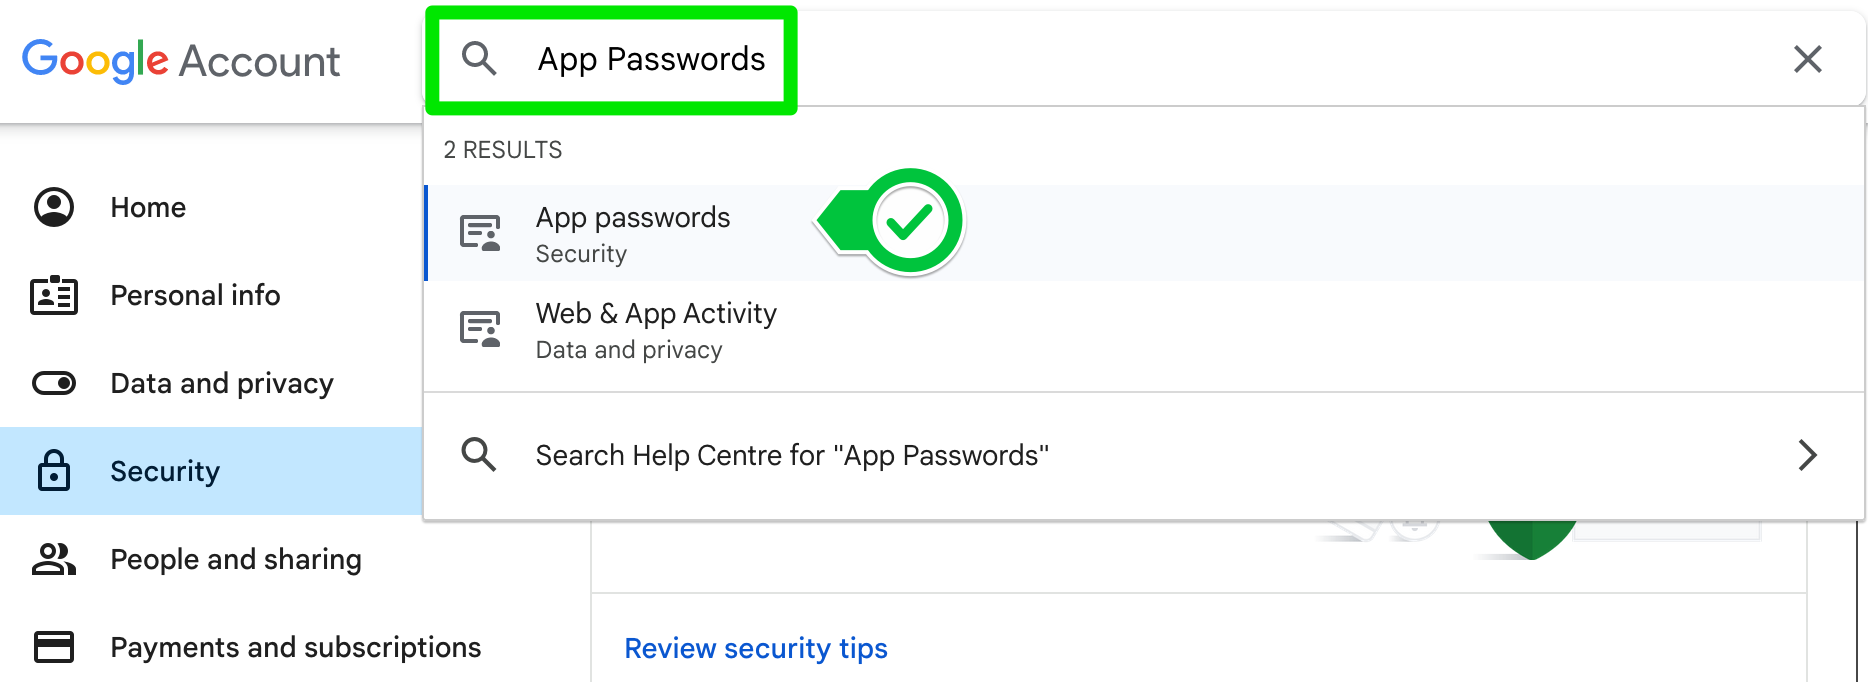 Google Account
App Passwords
2 RESULTS
App passwords
Security
Web & App Activity
Data and privacy
Search Help Centre for "App Passwords"
Home
Personal info
Data and privacy
Security
People and sharing
Payments and subscriptions
Review security tips